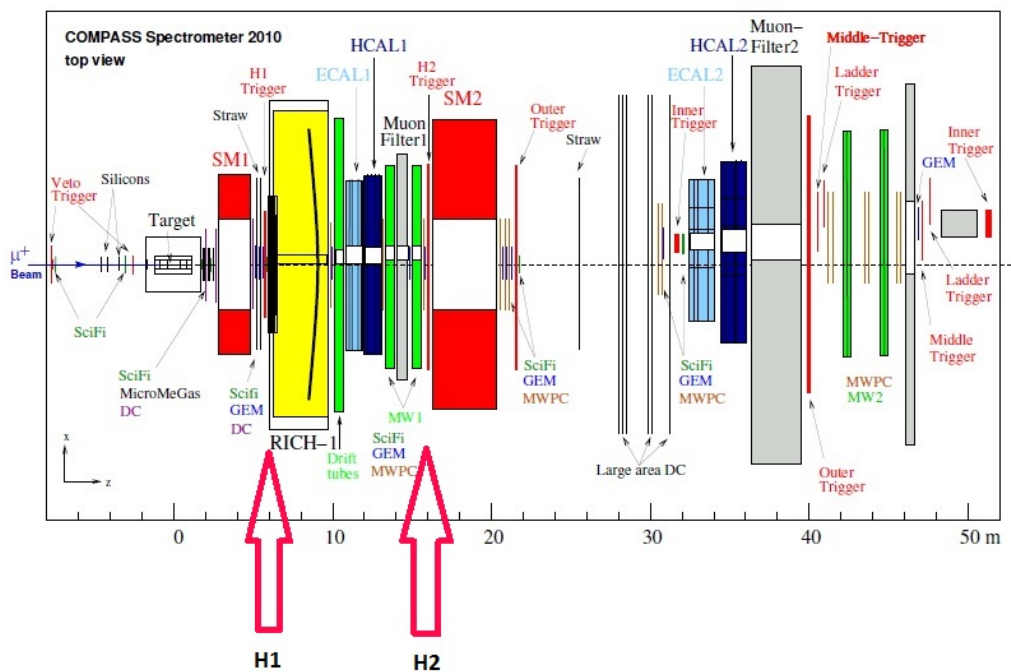 COMPASS Spectrometer 2010
top view
HCAL1
ECAL1
H1
Trigger
Straw
SM1
Veto
Trigger
Silicons
Target
μ+
Beam
SciFi
SciFi
MicroMeGas
DC
Scifi
GEM
DC
RICH-1
Drift
tubes
MW1
SciFi
GEM
MWPC
Muon
Filter1
H2
Trigger
SM2
Outer
Trigger
Straw
SciFi
GEM
MWPC
Large area DC
Inner
Trigger
ECAL2
HCAL2
SciFi
GEM
MWPC
Muon-
Filter2
Middle-Trigger
Ladder
Trigger
GEM
Inner
Trigger
Ladder
Trigger
Middle
Trigger
MWPC
MW2
Outer
Trigger
x
z
0 10 20 30 40 50 m
H1 H2